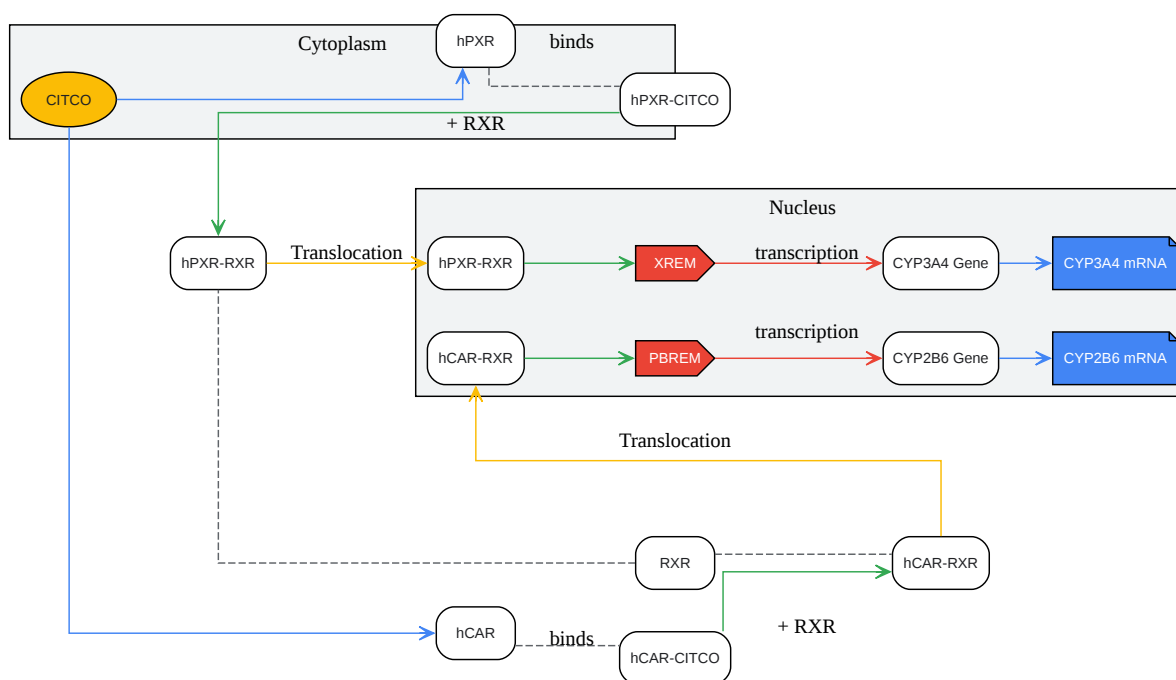 hPXR
Cytoplasm
binds
CITCO
hPXR-CITCO
+ RXR
Nucleus
hPXR-RXR
Translocation
hPXR-RXR
XREM
transcription
CYP3A4 Gene
CYP3A4 mRNA
hCAR-RXR
PBREM
transcription
CYP2B6 Gene
CYP2B6 mRNA
Translocation
RXR
hCAR-RXR
hCAR
binds
hCAR-CITCO
+ RXR